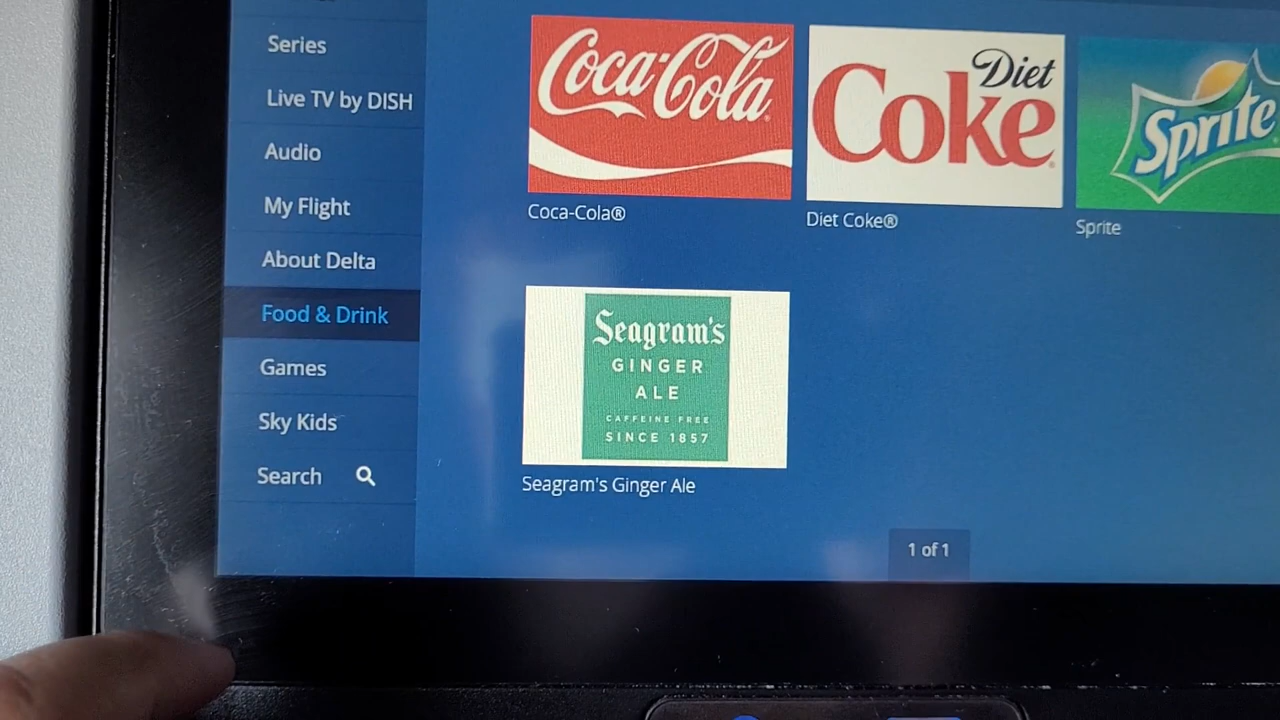 Series
Live TV by DISH
Audio
My Flight
About Delta
Food & Drink
Games
Sky Kids
Search
Coca-Cola®
Coca-Cola®
Diet
Coke®
Diet Coke®
Sprite
Sprite
Seagram's
GINGER
ALE
CAFFEINE FREE
SINCE 1857
Seagram's Ginger Ale
1 of 1